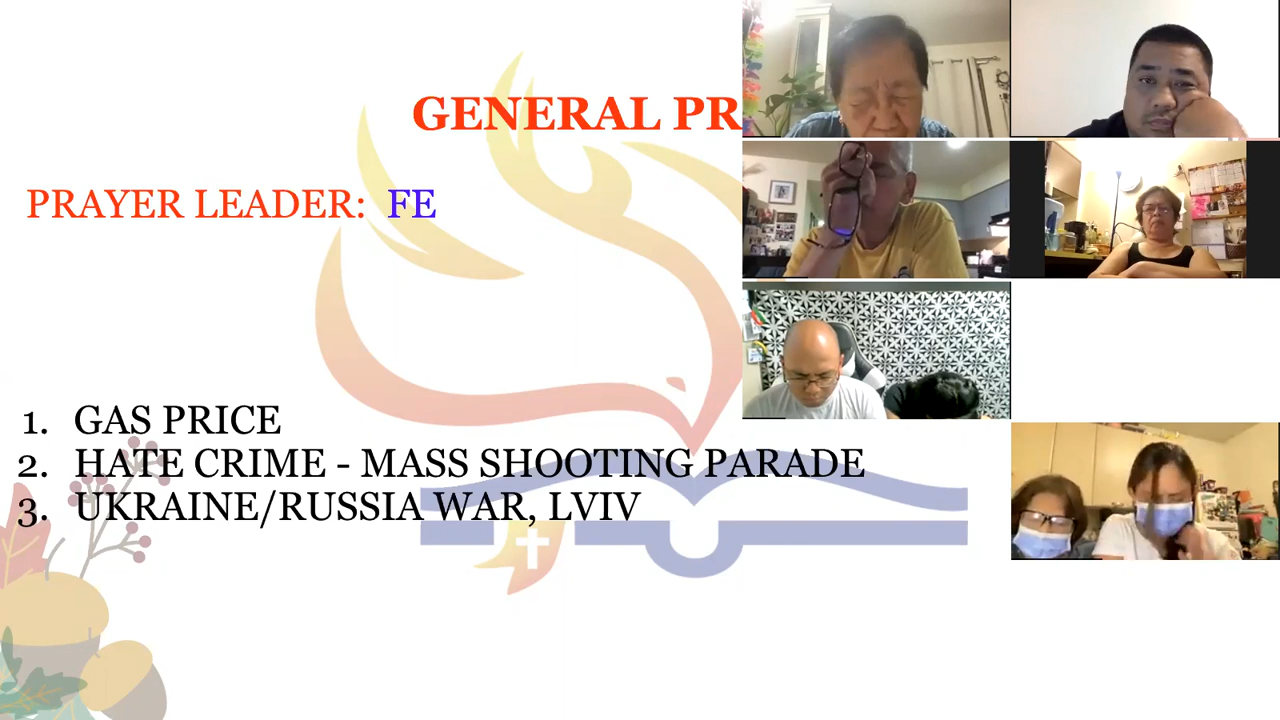 GENERAL PR
PRAYER LEADER: FE
1. GAS PRICE
2. HATE CRIME - MASS SHOOTING PARADE
3. UKRAINE/RUSSIA WAR, LVIV